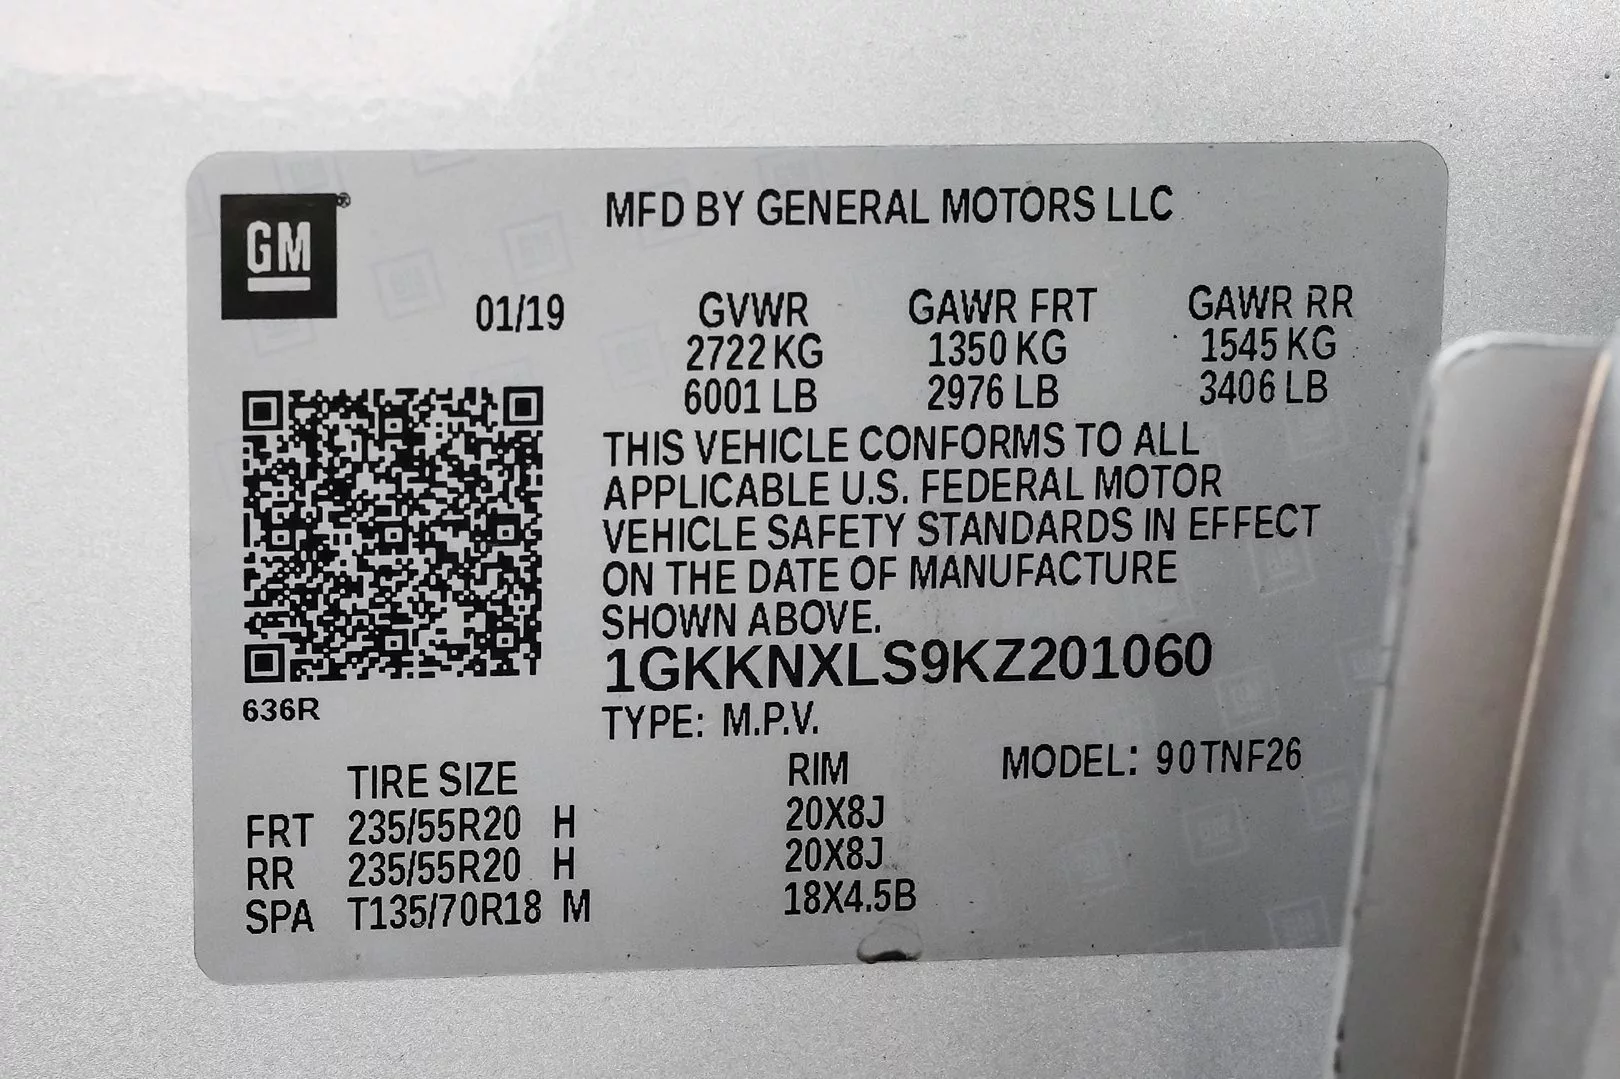 GM®
MFD BY GENERAL MOTORS LLC
01/19 GVWR GAWR FRT GAWR RR
2722 KG 1350 KG 1545 KG
6001 LB 2976 LB 3406 LB
THIS VEHICLE CONFORMS TO ALL
APPLICABLE U.S. FEDERAL MOTOR
VEHICLE SAFETY STANDARDS IN EFFECT
ON THE DATE OF MANUFACTURE
SHOWN ABOVE.
1GKKNXLS9KZ201060
636R
TYPE: M.P.V.
TIRE SIZE RIM MODEL: 90TNF26
FRT 235/55R20 H 20X8J
RR 235/55R20 H 20X8J
SPA T135/70R18 M 18X4.5B